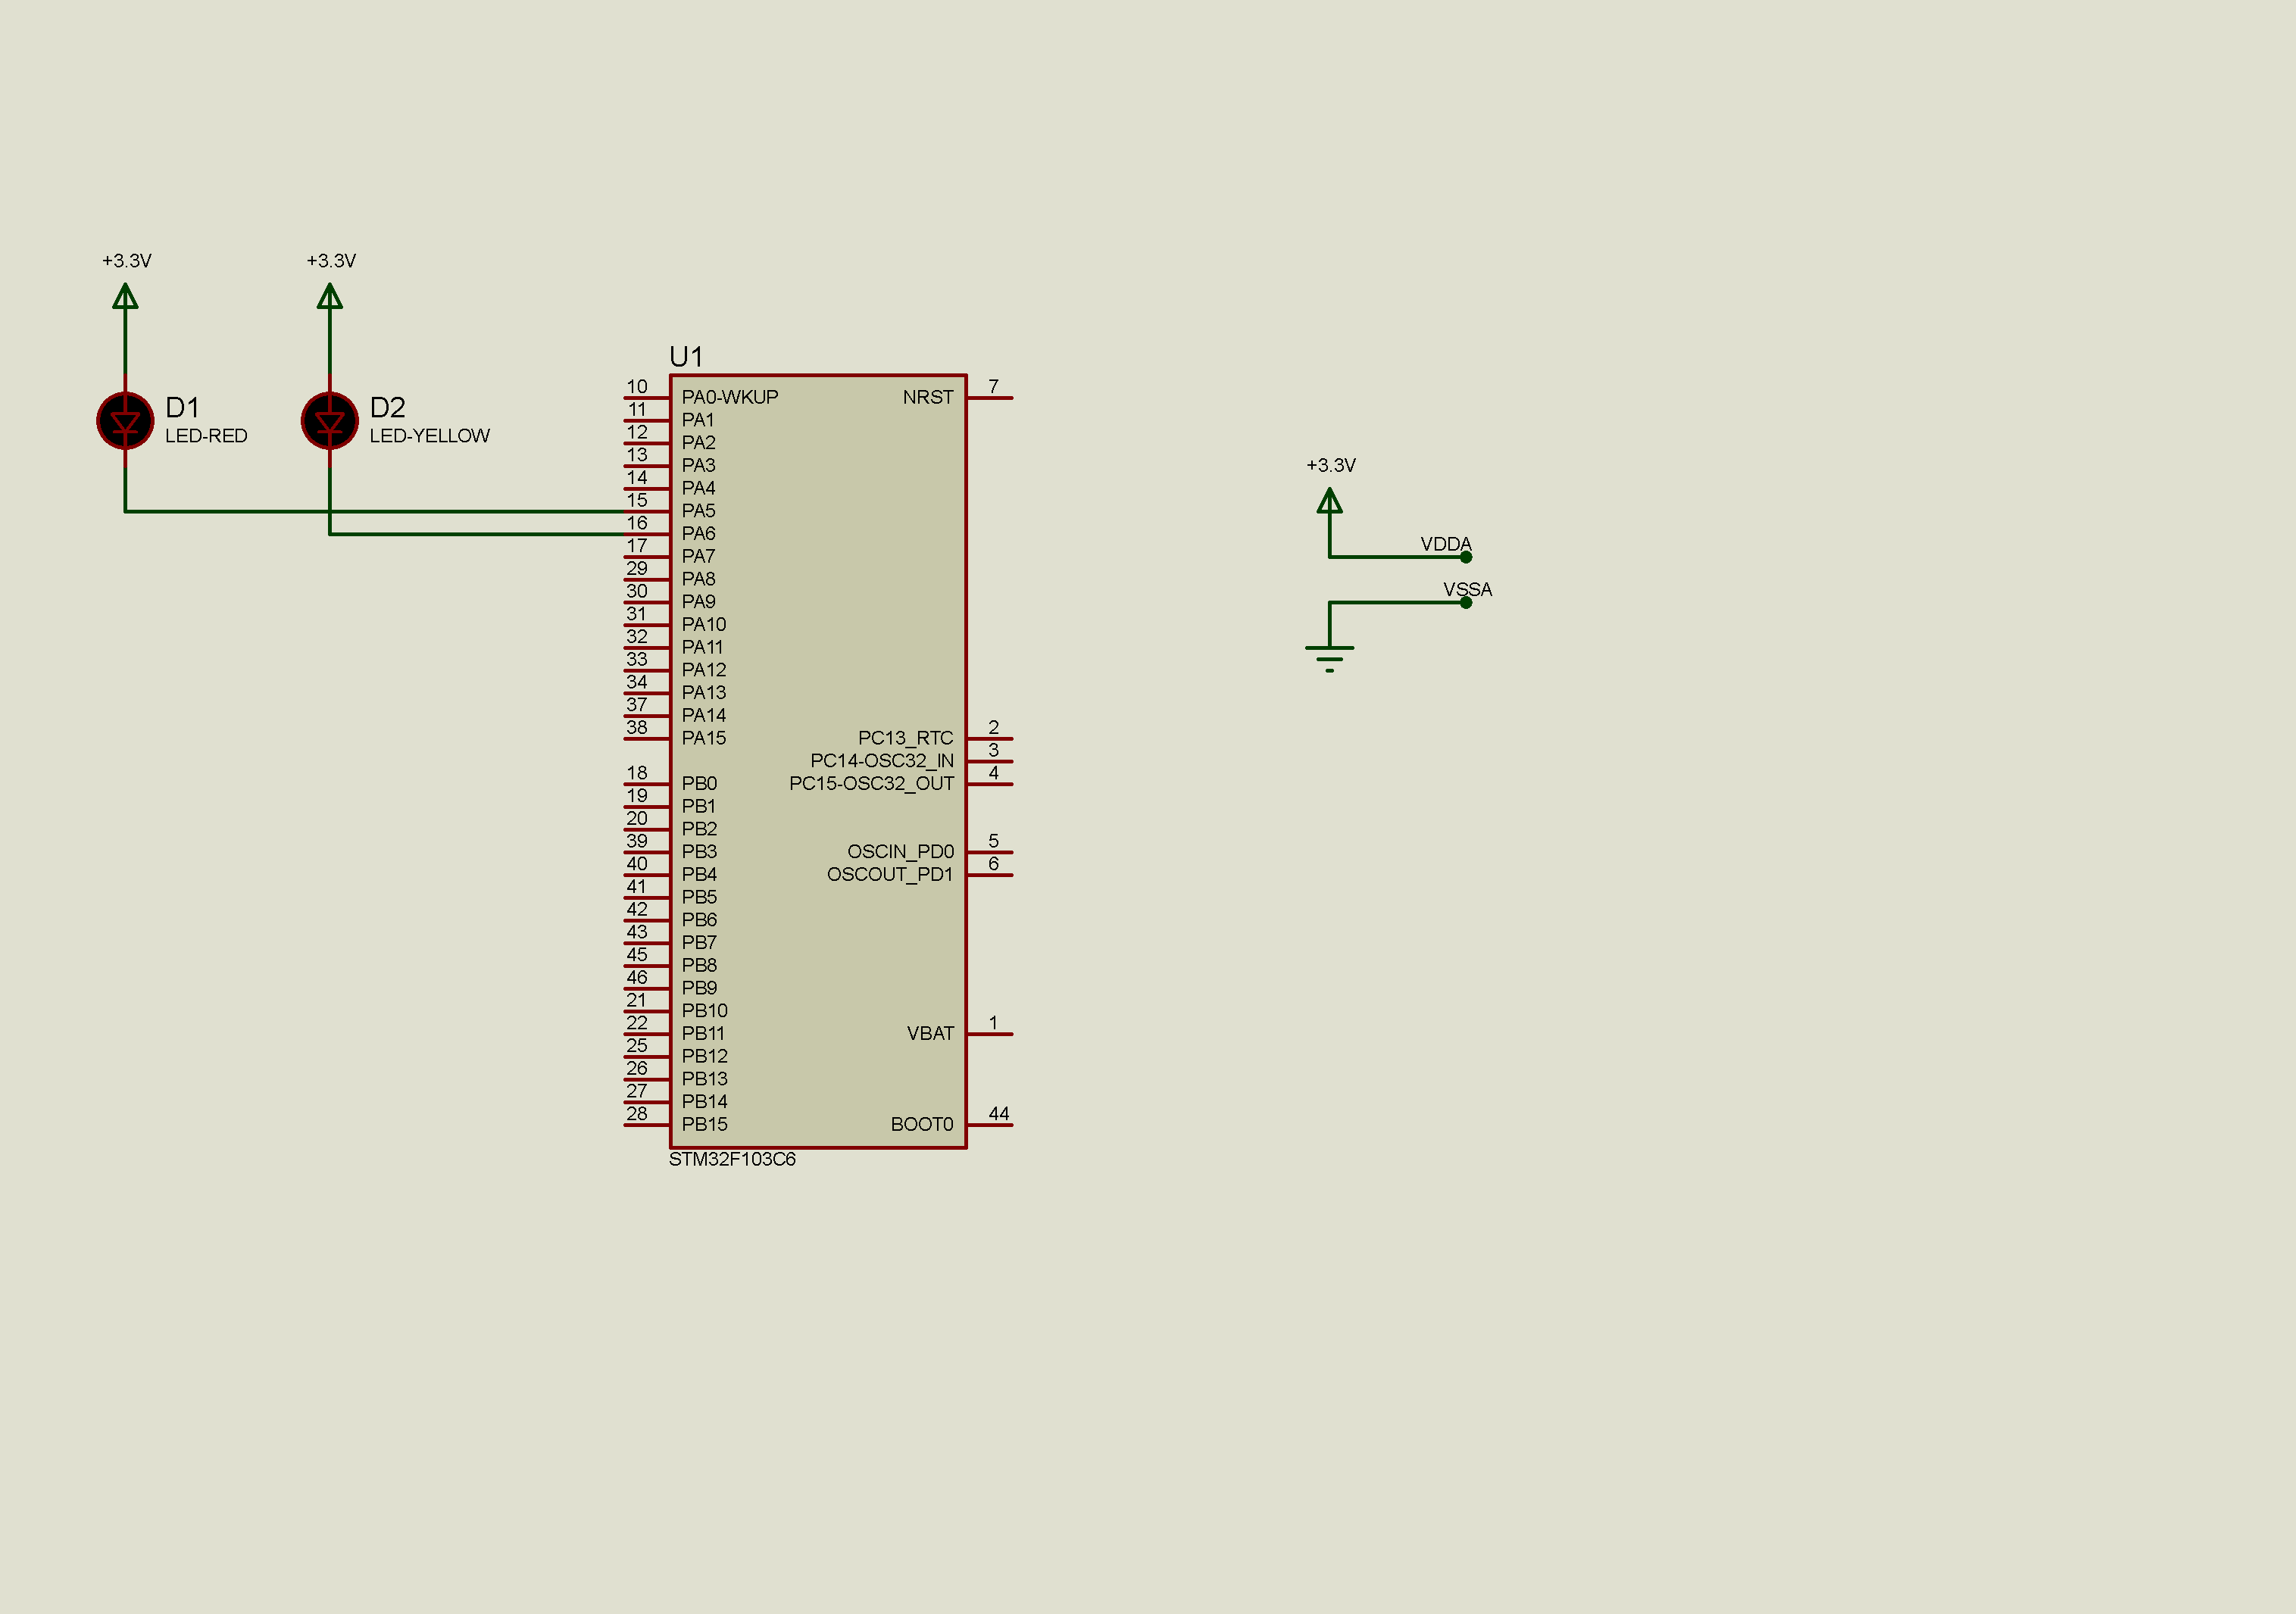 +3.3V
+3.3V
D1
LED-RED
D2
LED-YELLOW
U1
10 PA0-WKUP
11 PA1
12 PA2
13 PA3
14 PA4
15 PA5
16 PA6
17 PA7
29 PA8
30 PA9
31 PA10
32 PA11
33 PA12
34 PA13
37 PA14
38 PA15
18 PB0
19 PB1
20 PB2
39 PB3
40 PB4
41 PB5
42 PB6
43 PB7
45 PB8
46 PB9
21 PB10
22 PB11
25 PB12
26 PB13
27 PB14
28 PB15
NRST 7
PC13_RTC 2
PC14-OSC32_IN 3
PC15-OSC32_OUT 4
OSCIN_PD0 5
OSCOUT_PD1 6
VBAT 1
BOOT0 44
STM32F103C6
+3.3V
VDDA
VSSA